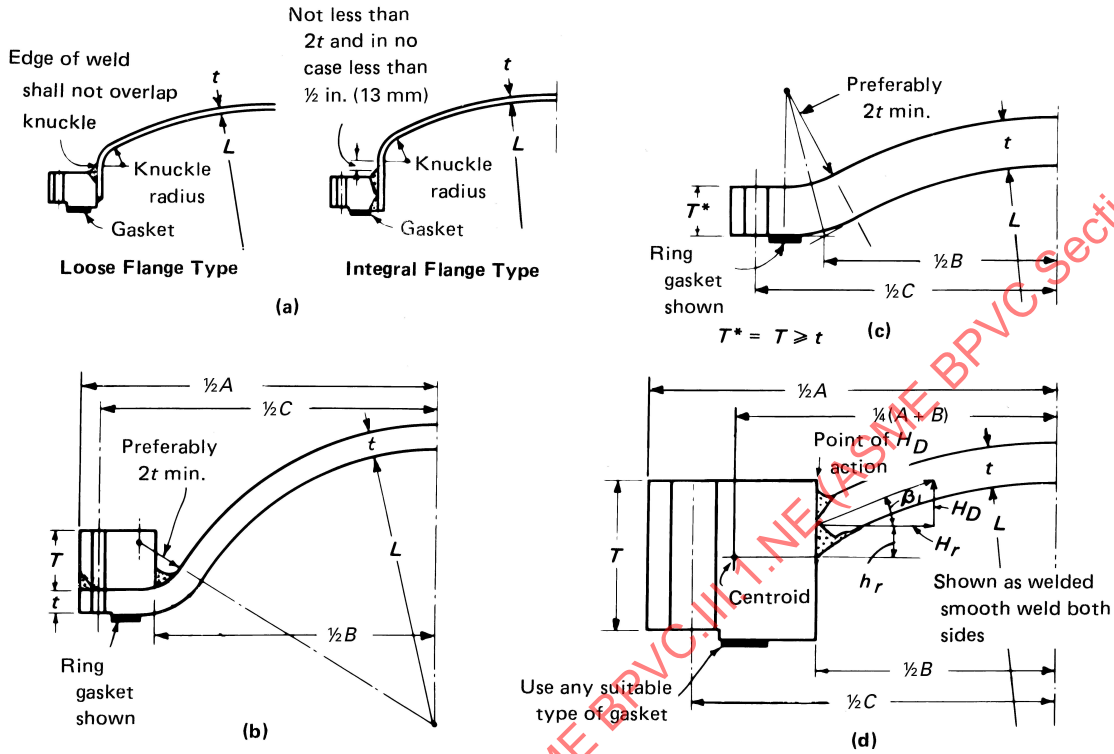 Edge of weld
shall not overlap
knuckle
t
L
Knuckle
radius
Gasket
Loose Flange Type
Not less than
2t and in no
case less than
½ in. (13 mm)
t
L
Knuckle
radius
Gasket
Integral Flange Type
(a)
½A
½C
Preferably
2t min.
t
T
t
L
½B
Ring
gasket
shown
(b)
Preferably
2t min.
t
T*
L
Ring
gasket
shown
½B
½C
T* = T ⩾ t
(c)
½A
¼(A + B)
Point of H_D
action
t
β₁
H_D
L
H_r
h_r
T
Centroid
Shown as welded
smooth weld both
sides
½B
Use any suitable
type of gasket
½C
(d)
ME BPVC.III.1.NE (ASME BPVC Secti